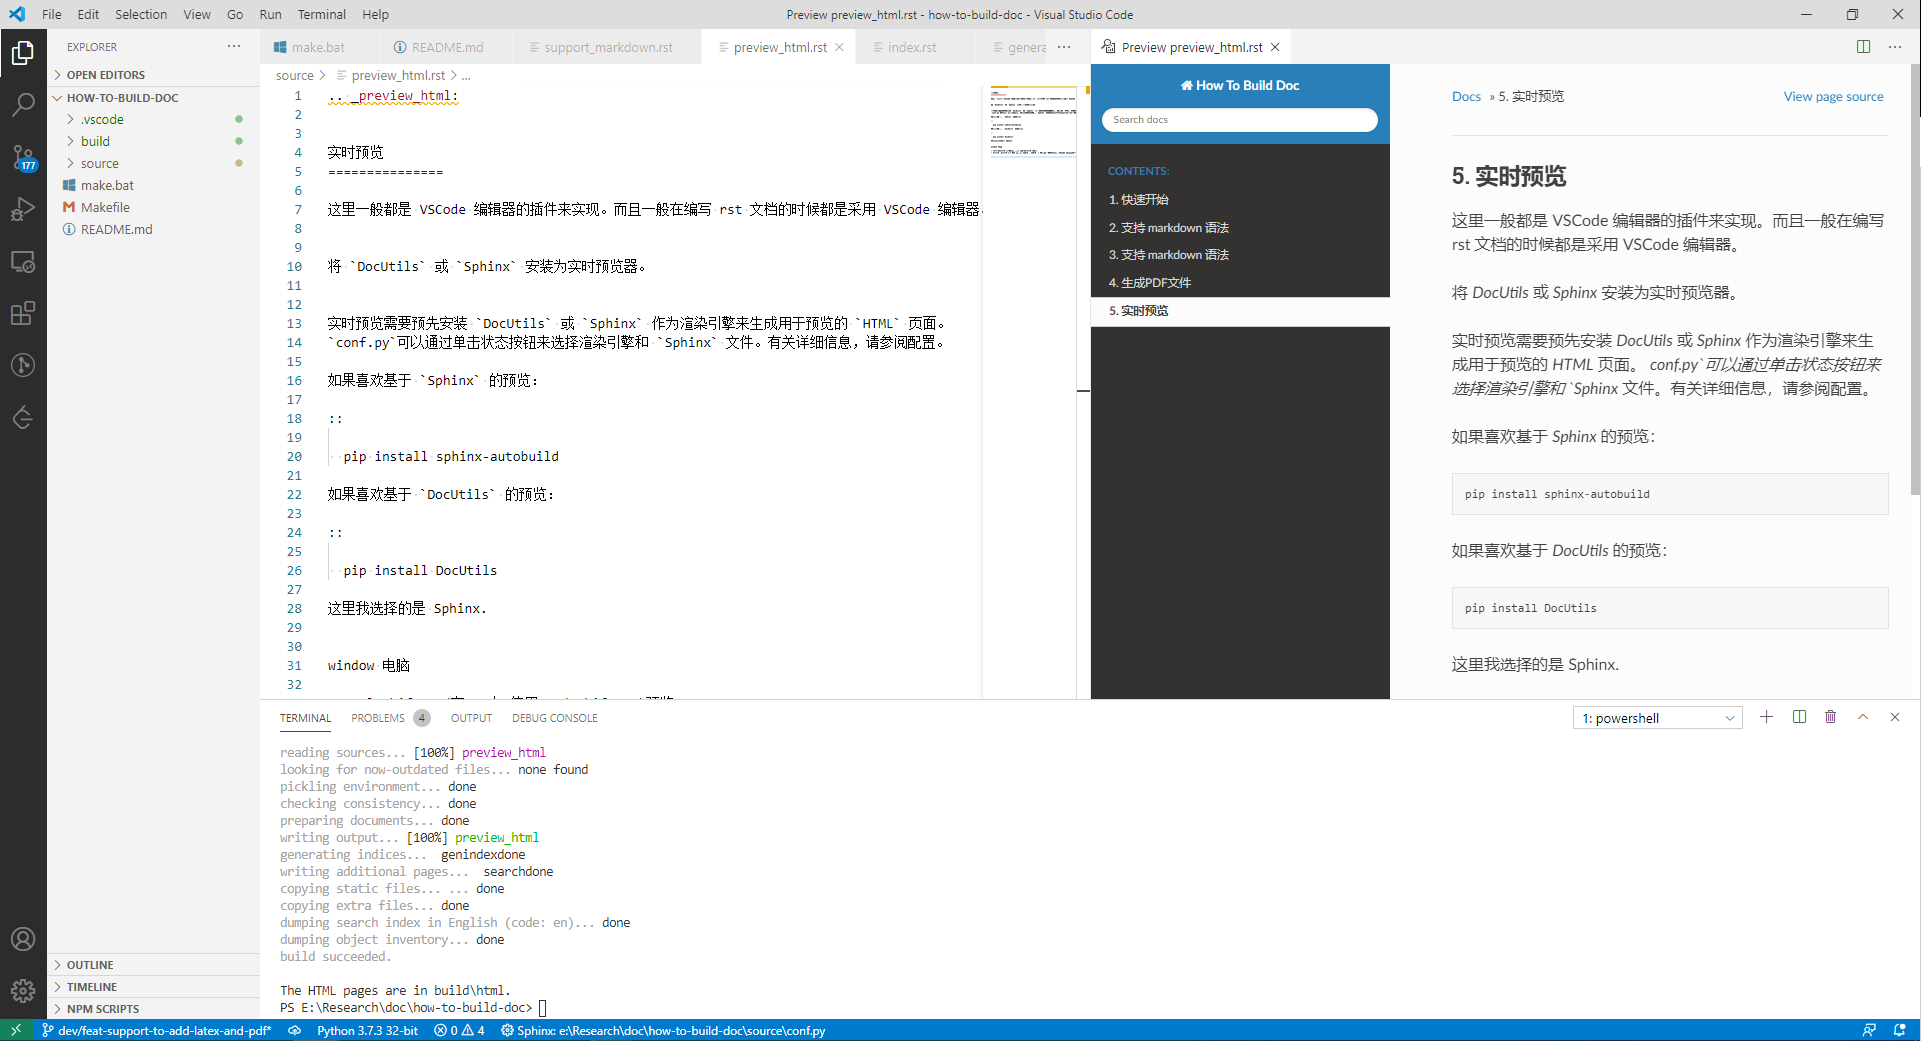 File Edit Selection View Go Run Terminal Help
Preview preview_html.rst - how-to-build-doc - Visual Studio Code
EXPLORER
OPEN EDITORS
HOW-TO-BUILD-DOC
.vscode
build
source
make.bat
Makefile
README.md
OUTLINE
TIMELINE
NPM SCRIPTS
177
make.bat README.md support_markdown.rst preview_html.rst index.rst genera
source > preview_html.rst > ...
1 .. _preview_html:
2
3
4 实时预览
5 ===============
6
7 这里一般都是 VSCode 编辑器的插件来实现。而且一般在编写 rst 文档的时候都是采用 VSCode 编辑器
8
9
10 将 `DocUtils` 或 `Sphinx` 安装为实时预览器。
11
12
13 实时预览需要预先安装 `DocUtils` 或 `Sphinx` 作为渲染引擎来生成用于预览的 `HTML` 页面。
14 `conf.py`可以通过单击状态按钮来选择渲染引擎和 `Sphinx` 文件。有关详细信息，请参阅配置。
15
16 如果喜欢基于 `Sphinx` 的预览：
17
18 ::
19
20 pip install sphinx-autobuild
21
22 如果喜欢基于 `DocUtils` 的预览：
23
24 ::
25
26 pip install DocUtils
27
28 这里我选择的是 Sphinx.
29
30
31 window 电脑
32
Preview preview_html.rst
How To Build Doc
Search docs
CONTENTS:
1. 快速开始
2. 支持 markdown 语法
3. 支持 markdown 语法
4. 生成PDF文件
5. 实时预览
Docs » 5. 实时预览
View page source
5. 实时预览
这里一般都是 VSCode 编辑器的插件来实现。而且一般在编写
rst 文档的时候都是采用 VSCode 编辑器。
将 DocUtils 或 Sphinx 安装为实时预览器。
实时预览需要预先安装 DocUtils 或 Sphinx 作为渲染引擎来生
成用于预览的 HTML 页面。 conf.py`可以通过单击状态按钮来
选择渲染引擎和 `Sphinx 文件。有关详细信息，请参阅配置。
如果喜欢基于 Sphinx 的预览：
pip install sphinx-autobuild
如果喜欢基于 DocUtils 的预览：
pip install DocUtils
这里我选择的是 Sphinx.
TERMINAL PROBLEMS 4 OUTPUT DEBUG CONSOLE
1: powershell
reading sources... [100%] preview_html
looking for now-outdated files... none found
pickling environment... done
checking consistency... done
preparing documents... done
writing output... [100%] preview_html
generating indices...  genindexdone
writing additional pages...  searchdone
copying static files... ... done
copying extra files... done
dumping search index in English (code: en)... done
dumping object inventory... done
build succeeded.
The HTML pages are in build\html.
PS E:\Research\doc\how-to-build-doc>
dev/feat-support-to-add-latex-and-pdf* Python 3.7.3 32-bit 0 4 Sphinx: e:\Research\doc\how-to-build-doc\source\conf.py